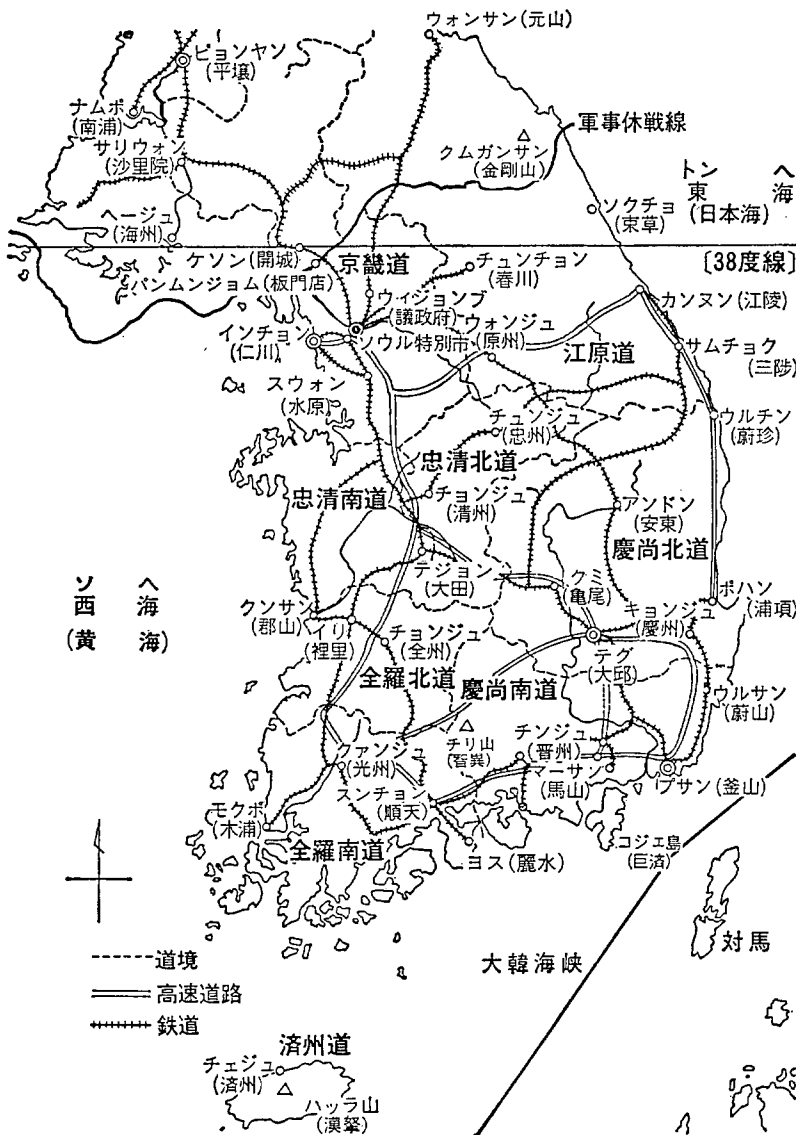 ウォンサン(元山)
ピョンヤン
(平壌)
ナムポ
(南浦)
サリウォン
(沙里院)
軍事休戦線
クムガンサン
(金剛山)
トン ヘ
東 海
(日本海)
ソクチョ
(束草)
ヘージュ
(海州)
ケソン(開城)
京畿道
パンムンジョム(板門店)
チュンチョン
(春川)
〔38度線〕
カンヌン(江陵)
ウィジョンブ
(議政府)
インチョン
(仁川)
ソウル特別市
ウォンジュ
(原州)
江原道
サムチョク
(三陟)
スウォン
(水原)
チュンジュ
(忠州)
ウルチン
(蔚珍)
忠清北道
忠清南道
チョンジュ
(清州)
アンドン
(安東)
慶尚北道
ソ ヘ
西 海
(黄 海)
テジョン
(大田)
クミ
(亀尾)
ポハン
(浦項)
クンサン
(郡山)
イリ
(裡里)
チョンジュ
(全州)
キョンジュ
(慶州)
テグ
(大邱)
全羅北道
慶尚南道
ウルサン
(蔚山)
チリ山
(智異)
チンジュ
(晋州)
クァンジュ
(光州)
マーサン
(馬山)
プサン(釜山)
スンチョン
(順天)
モクポ
(木浦)
全羅南道
ヨス(麗水)
コジェ島
(巨済)
対馬
大韓海峡
道境
高速道路
鉄道
済州道
チェジュ
(済州)
ハッラ山
(漠拏)